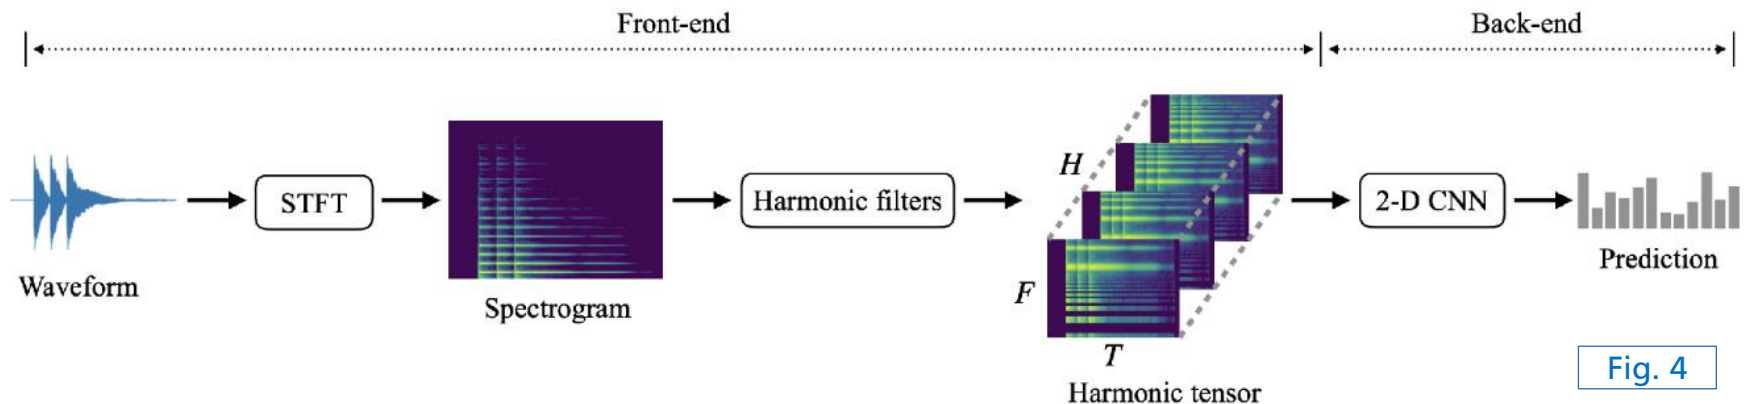 Front-end
Back-end
Waveform
STFT
Spectrogram
Harmonic filters
H
F
T
Harmonic tensor
2-D CNN
Prediction
Fig. 4